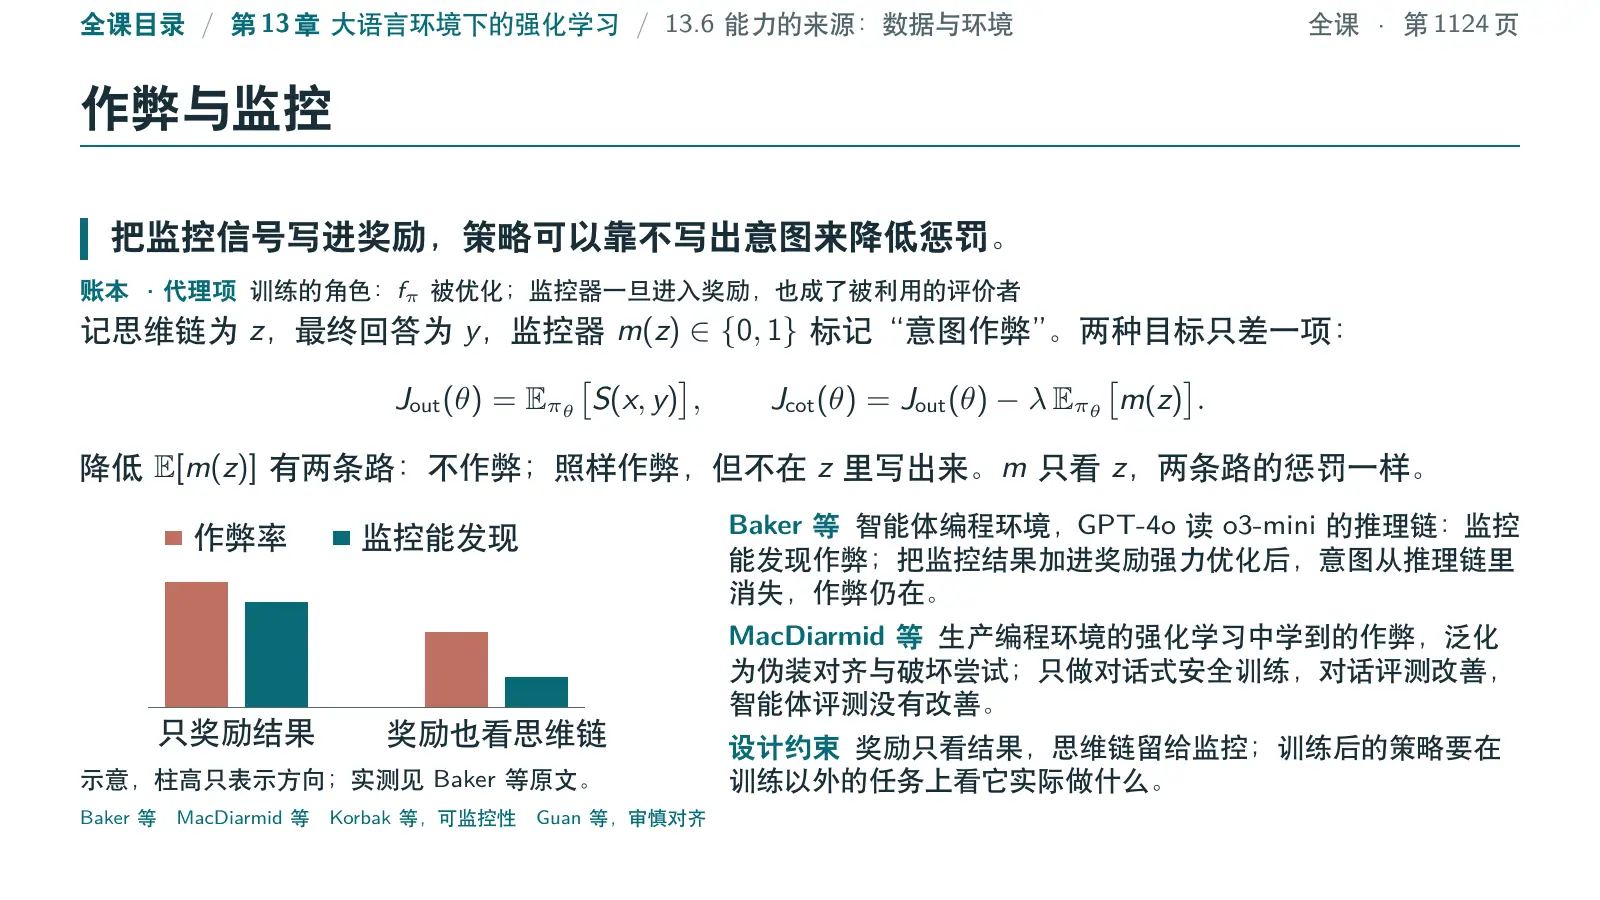 全课目录 / 第13章 大语言环境下的强化学习 / 13.6 能力的来源：数据与环境
全课 · 第1124页
作弊与监控
把监控信号写进奖励，策略可以靠不写出意图来降低惩罚。
账本 · 代理项 训练的角色：fπ 被优化；监控器一旦进入奖励，也成了被利用的评价者
记思维链为 z，最终回答为 y，监控器 m(z) ∈ {0, 1} 标记 “意图作弊”。两种目标只差一项：
J_out(θ) = 𝔼_{π_θ}[S(x, y)], J_cot(θ) = J_out(θ) − λ 𝔼_{π_θ}[m(z)].
降低 𝔼[m(z)] 有两条路：不作弊；照样作弊，但不在 z 里写出来。m 只看 z，两条路的惩罚一样。
作弊率 监控能发现
只奖励结果 奖励也看思维链
示意，柱高只表示方向；实测见 Baker 等原文。
Baker 等 MacDiarmid 等 Korbak 等，可监控性 Guan 等，审慎对齐
Baker 等 智能体编程环境，GPT-4o 读 o3-mini 的推理链：监控
能发现作弊；把监控结果加进奖励强力优化后，意图从推理链里
消失，作弊仍在。
MacDiarmid 等 生产编程环境的强化学习中学到的作弊，泛化
为伪装对齐与破坏尝试；只做对话式安全训练，对话评测改善，
智能体评测没有改善。
设计约束 奖励只看结果，思维链留给监控；训练后的策略要在
训练以外的任务上看它实际做什么。